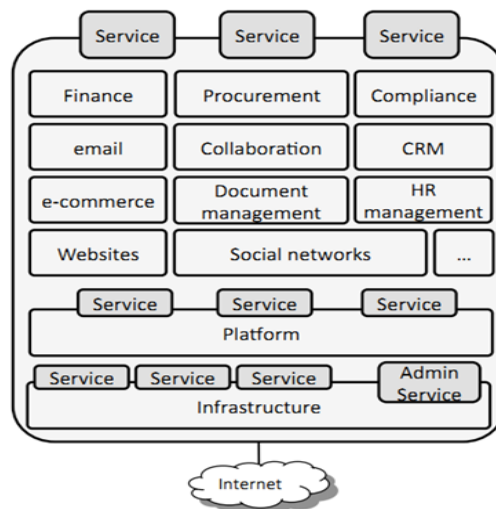 Service
Service
Service
Finance
Procurement
Compliance
email
Collaboration
CRM
e-commerce
Document
management
HR
management
Websites
Social networks
...
Service
Service
Service
Platform
Service
Service
Service
Admin
Service
Infrastructure
Internet